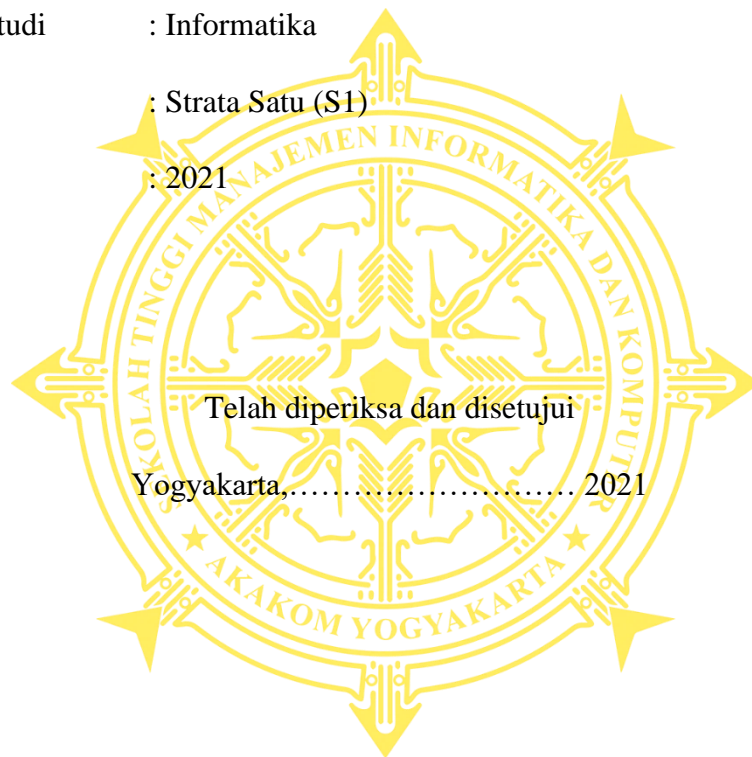 tudi : Informatika
: Strata Satu (S1)
: 2021
SEKOLAH TINGGI MANAJEMEN INFORMATIKA DAN KOMPUTER
Telah diperiksa dan disetujui
Yogyakarta,………………………… 2021
★ AKAKOM YOGYAKARTA ★